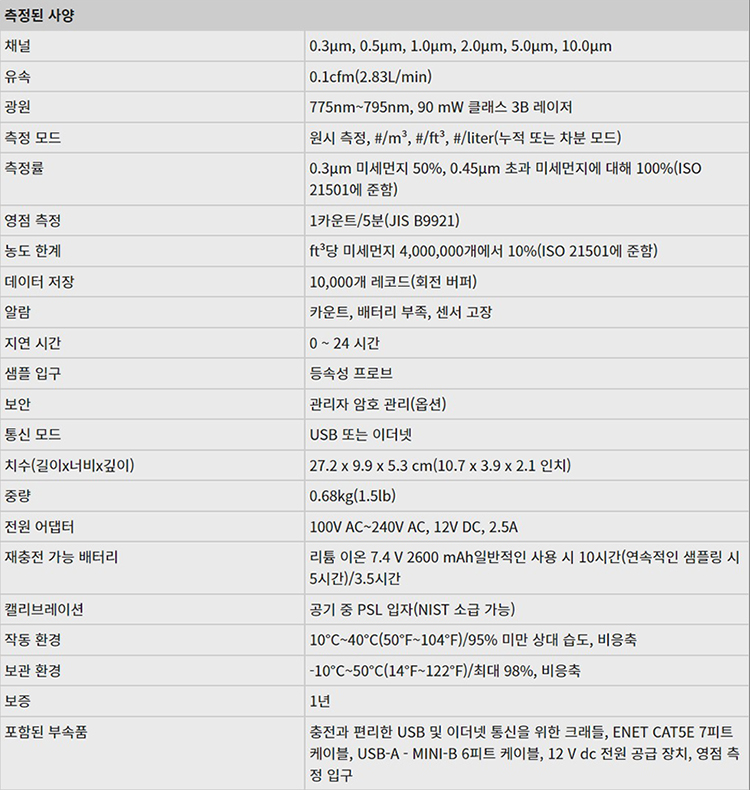 측정된 사양
채널 0.3µm, 0.5µm, 1.0µm, 2.0µm, 5.0µm, 10.0µm
유속 0.1cfm(2.83L/min)
광원 775nm~795nm, 90 mW 클래스 3B 레이저
측정 모드 원시 측정, #/m³, #/ft³, #/liter(누적 또는 차분 모드)
측정률 0.3µm 미세먼지 50%, 0.45µm 초과 미세먼지에 대해 100%(ISO
21501에 준함)
영점 측정 1카운트/5분(JIS B9921)
농도 한계 ft³당 미세먼지 4,000,000개에서 10%(ISO 21501에 준함)
데이터 저장 10,000개 레코드(회전 버퍼)
알람 카운트, 배터리 부족, 센서 고장
지연 시간 0 ~ 24 시간
샘플 입구 등속성 프로브
보안 관리자 암호 관리(옵션)
통신 모드 USB 또는 이더넷
치수(길이x너비x깊이) 27.2 x 9.9 x 5.3 cm(10.7 x 3.9 x 2.1 인치)
중량 0.68kg(1.5lb)
전원 어댑터 100V AC~240V AC, 12V DC, 2.5A
재충전 가능 배터리 리튬 이온 7.4 V 2600 mAh일반적인 사용 시 10시간(연속적인 샘플링 시
5시간)/3.5시간
캘리브레이션 공기 중 PSL 입자(NIST 소급 가능)
작동 환경 10°C~40°C(50°F~104°F)/95% 미만 상대 습도, 비응축
보관 환경 -10°C~50°C(14°F~122°F)/최대 98%, 비응축
보증 1년
포함된 부속품 충전과 편리한 USB 및 이더넷 통신을 위한 크래들, ENET CAT5E 7피트
케이블, USB-A - MINI-B 6피트 케이블, 12 V dc 전원 공급 장치, 영점 측
정 입구